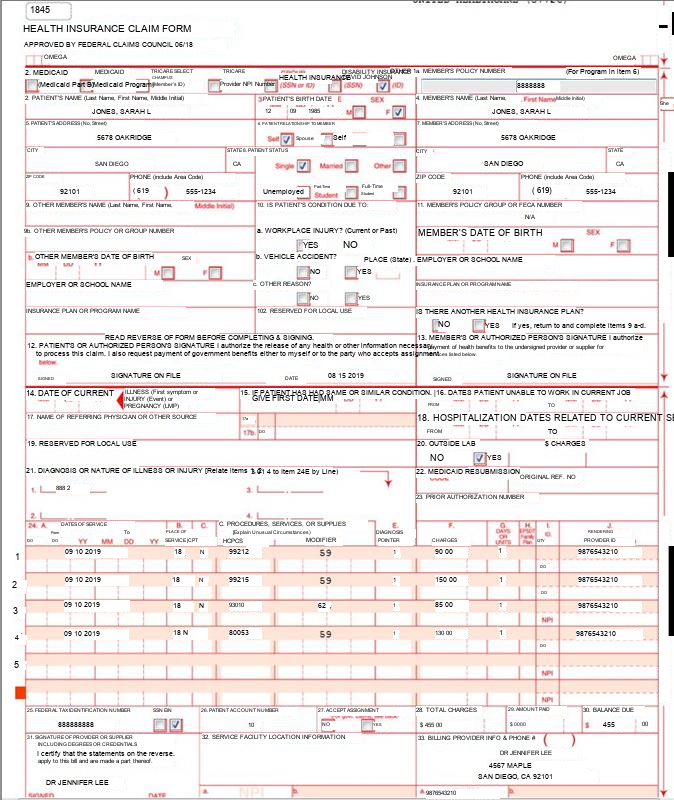 1845
HEALTH INSURANCE CLAIM FORM
APPROVED BY FEDERAL CLAIMS COUNCIL 06/18
OMEGA OMEGA
2. MEDICAID MEDICAID TRICARE SELECT CHAMPUS TRICARE HEALTH INSURANCE DISABILITY INSURANCE DAVID JOHNSON OTHER 1a. MEMBER'S POLICY NUMBER (For Program in Item 6)
(Medicaid Part B) (Medicaid Program) (Member's ID) Provider NPI Number (SSN or ID) (SSN) (ID) 8888888
2. PATIENT'S NAME (Last Name, First Name, Middle Initial) 3 PATIENT'S BIRTH DATE SEX 4. MEMBER'S NAME (Last Name, First Name Middle Initial)
JONES, SARAH L 12 09 1985 M F JONES, SARAH L
5. PATIENT'S ADDRESS (No, Street) 6. PATIENT RELATIONSHIP TO MEMBER 7. MEMBER'S ADDRESS (No., Street)
5678 OAKRIDGE Self Spouse Self 5678 OAKRIDGE
CITY STATE 8. PATIENT STATUS CITY STATE
SAN DIEGO CA Single Married Other SAN DIEGO CA
ZIP CODE PHONE (include Area Code) ZIP CODE PHONE (include Area Code)
92101 ( 619 ) 555-1234 Unemployed Part-Time Student Full-Time Student 92101 ( 619) 555-1234
9. OTHER MEMBER'S NAME (Last Name, First Name, Middle Initial) 10. IS PATIENT'S CONDITION DUE TO: 11. MEMBER'S POLICY GROUP or FECA NUMBER
N/A
9b. OTHER MEMBER'S POLICY OR GROUP NUMBER a. WORKPLACE INJURY? (Current or Past) MEMBER'S DATE OF BIRTH SEX
YES NO M F
b. OTHER MEMBER'S DATE OF BIRTH SEX b. VEHICLE ACCIDENT? PLACE (State) EMPLOYER OR SCHOOL NAME
MM DD YY M F NO YES
EMPLOYER OR SCHOOL NAME c. OTHER REASON? INSURANCE PLAN OR PROGRAM NAME
NO YES
INSURANCE PLAN OR PROGRAM NAME 102. RESERVED FOR LOCAL USE IS THERE ANOTHER HEALTH INSURANCE PLAN?
NO YES If yes, return to and complete Items 9 a-d.
READ REVERSE OF FORM BEFORE COMPLETING & SIGNING.
12. PATIENTS OR AUTHORIZED PERSON'S SIGNATURE I authorize the release of any health or other information necessary
to process this claim. I also request payment of government benefits either to myself or to the party who accepts assignment
below.
13. MEMBER'S OR AUTHORIZED PERSON'S SIGNATURE I authorize
payment of health benefits to the undersigned provider or supplier for
services listed below.
SIGNED SIGNATURE ON FILE DATE 08 15 2019 SIGNED SIGNATURE ON FILE
14. DATE OF CURRENT ILLNESS (First symptom or INJURY (Event) or PREGNANCY (LMP) 15. IF PATIENT HAS HAD SAME OR SIMILAR CONDITION. GIVE FIRST DATE MM 16. DATES PATIENT UNABLE TO WORK IN CURRENT JOB
FROM TO
17. NAME OF REFERRING PHYSICIAN OR OTHER SOURCE 17a 17b. 18. HOSPITALIZATION DATES RELATED TO CURRENT SE
FROM TO
19. RESERVED FOR LOCAL USE 20. OUTSIDE LAB $ CHARGES
NO YES
21. DIAGNOSIS OR NATURE OF ILLNESS OR INJURY [Relate Items 1, 2, 3, or 4 to Item 24E by Line) 22. MEDICAID RESUBMISSION ORIGINAL REF. NO
1. 888 2 3.
23. PRIOR AUTHORIZATION NUMBER
2. 4.
24. A. DATES OF SERVICE B. C. C. PROCEDURES, SERVICES, OR SUPPLIES E. F. G. H. I. J.
From To PLACE OF (Explain Unusual Circumstances) DIAGNOSIS DAYS OR UNITS EPSDT Family Plan ID. RENDERING
YY MM DD YY SERVICE CPT HCPCS MODIFIER POINTER CHARGES QTY PROVIDER ID
1 09 10 2019 18 N 99212 59 1 90 00 1 9876543210
2 09 10 2019 18 N 99215 59 1 150 00 1 9876543210
3 09 10 2019 18 N 93010 62 1 85 00 1 9876543210
NPI
4 09 10 2019 18 N 80053 59 1 130 00 1 9876543210
5
NPI
NPI
25. FEDERAL TAX IDENTIFICATION NUMBER SSN EIN 26. PATIENT ACCOUNT NUMBER 27. ACCEPT ASSIGNMENT 28. TOTAL CHARGES 29. AMOUNT PAID 30. BALANCE DUE
888888888 10 NO YES $ 455 00 $ 0000 $ 455 00
31. SIGNATURE OF PROVIDER OR SUPPLIER
INCLUDING DEGREES OR CREDENTIALS
I certify that the statements on the reverse.
apply to this bill and are made a part thereof.
DR JENNIFER LEE
SIGNED DATE
32. SERVICE FACILITY LOCATION INFORMATION
a. NPI b.
33. BILLING PROVIDER INFO & PHONE # ( )
DR JENNIFER LEE
4567 MAPLE
SAN DIEGO, CA 92101
a. 9876543210 b.